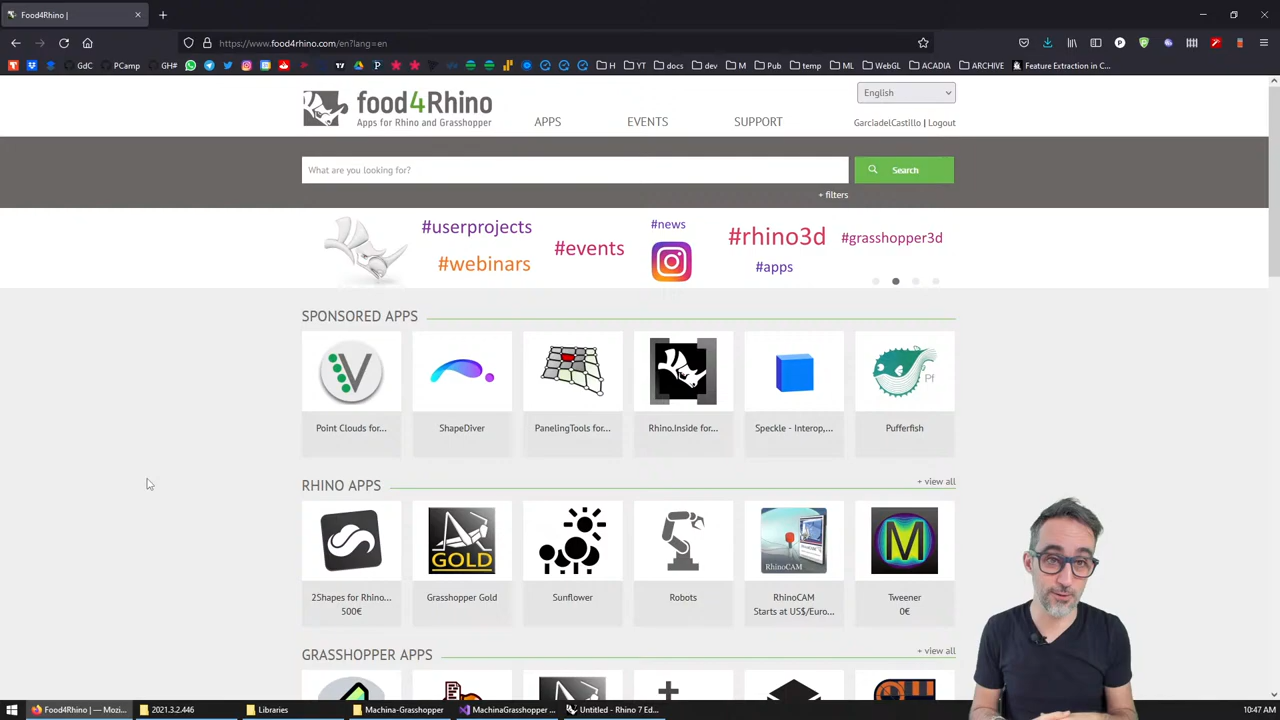 Food4Rhino |
https://www.food4rhino.com/en?lang=en
GdC
PCamp
GH#
H
YT
docs
dev
M
Pub
temp
ML
WebGL
ACADIA
ARCHIVE
Feature Extraction in C...
food4Rhino
Apps for Rhino and Grasshopper
APPS
EVENTS
SUPPORT
English
GarciadelCastillo | Logout
What are you looking for?
Search
+ filters
#userprojects
#webinars
#events
#news
#rhino3d
#apps
#grasshopper3d
SPONSORED APPS
V
Pf
Point Clouds for...
ShapeDiver
PanelingTools for...
Rhino.Inside for...
Speckle - Interop,...
Pufferfish
RHINO APPS
+ view all
GOLD
RhinoCAM
M
2Shapes for Rhino...
500€
Grasshopper Gold
Sunflower
Robots
RhinoCAM
Starts at US$/Euro...
Tweener
0€
GRASSHOPPER APPS
+ view all
Food4Rhino | — Mozi...
2021.3.2.446
Libraries
Machina-Grasshopper
MachinaGrasshopper ...
Untitled - Rhino 7 Ed...
10:47 AM